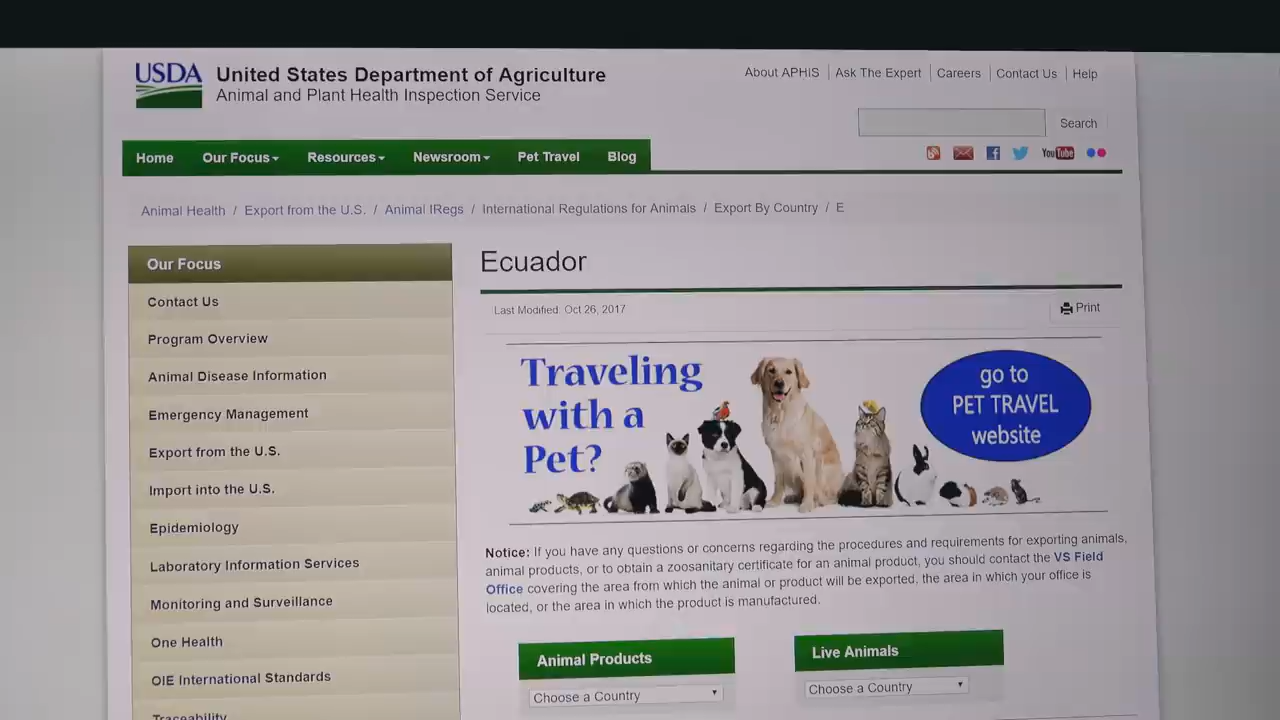 USDA
United States Department of Agriculture
Animal and Plant Health Inspection Service
About APHIS
Ask The Expert
Careers
Contact Us
Help
Search
Home
Our Focus
Resources
Newsroom
Pet Travel
Blog
You Tube
Animal Health / Export from the U.S. / Animal IRegs / International Regulations for Animals / Export By Country / E
Our Focus
Contact Us
Program Overview
Animal Disease Information
Emergency Management
Export from the U.S.
Import into the U.S.
Epidemiology
Laboratory Information Services
Monitoring and Surveillance
One Health
OIE International Standards
Traceability
Ecuador
Last Modified: Oct 26, 2017
Print
Traveling
with a
Pet?
go to
PET TRAVEL
website
Notice: If you have any questions or concerns regarding the procedures and requirements for exporting animals,
animal products, or to obtain a zoosanitary certificate for an animal product, you should contact the VS Field
Office covering the area from which the animal or product will be exported, the area in which your office is
located, or the area in which the product is manufactured.
Animal Products
Choose a Country
Live Animals
Choose a Country